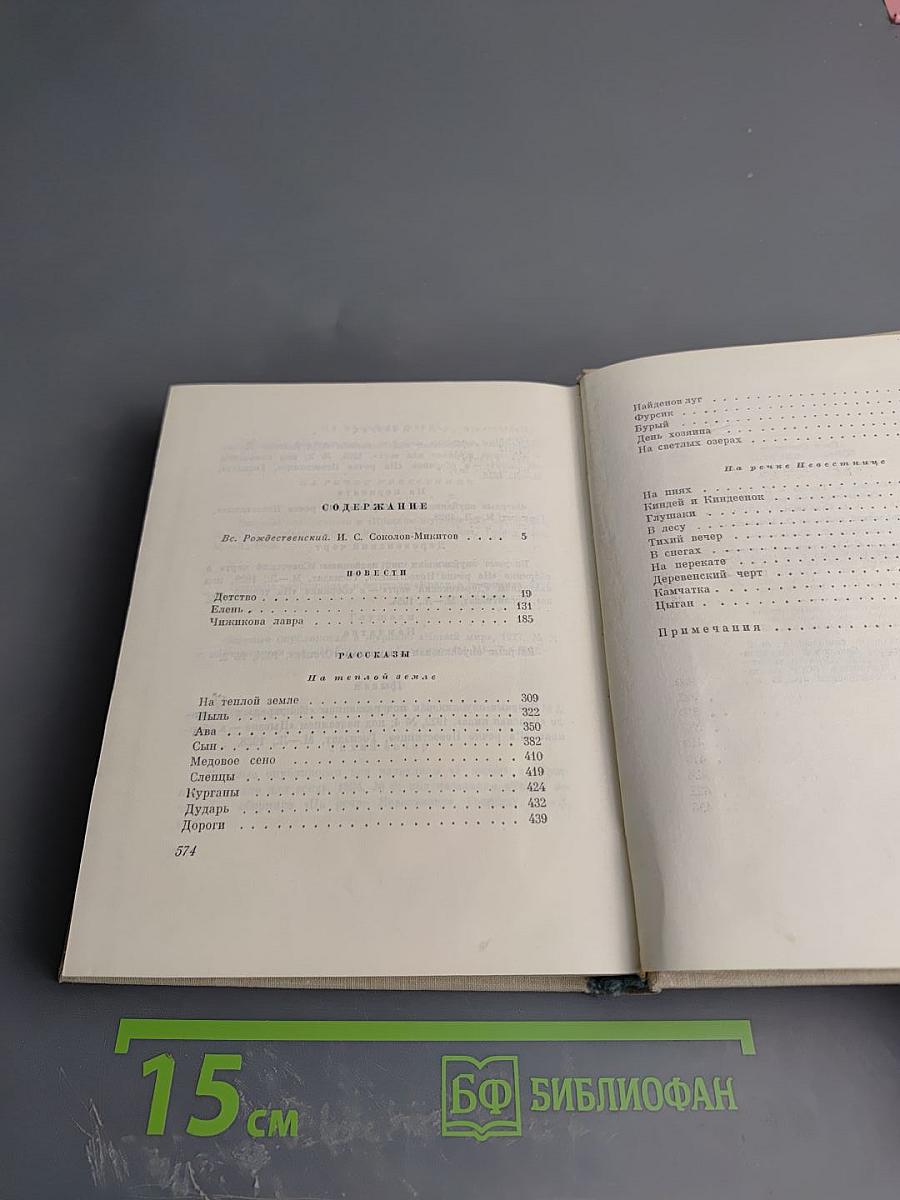 СОДЕРЖАНИЕ
Вс. Рождественский. И. С. Соколов-Микитов . . . . 5
ПОВЕСТИ
Детство . . . . . . . . . . . . . . . . . . . . 19
Елень . . . . . . . . . . . . . . . . . . . . 131
Чижикова лавра . . . . . . . . . . . . . . . . 185
РАССКАЗЫ
На теплой земле
На теплой земле . . . . . . . . . . . . . . . . 309
Пыль . . . . . . . . . . . . . . . . . . . . 322
Ава . . . . . . . . . . . . . . . . . . . . 350
Сын . . . . . . . . . . . . . . . . . . . . 382
Медовое сено . . . . . . . . . . . . . . . . 410
Слепцы . . . . . . . . . . . . . . . . . . . . 419
Курганы . . . . . . . . . . . . . . . . . . . . 424
Дударь . . . . . . . . . . . . . . . . . . . . 432
Дороги . . . . . . . . . . . . . . . . . . . . 439
574
Найденов луг . . . . . . . . . . . .
Фурсик . . . . . . . . . . . .
Бурый . . . . . . . . . . . .
День хозяина . . . . . . . . . . . .
На светлых озерах . . . . . . . . . . . .
На речке Невестнице
На пнях . . . . . . . . . . . .
Киндей и Киндеенок . . . . . . . . . . . .
Глушаки . . . . . . . . . . . .
В лесу . . . . . . . . . . . .
Тихий вечер . . . . . . . . . . . .
В снегах . . . . . . . . . . . .
На перекате . . . . . . . . . . . .
Деревенский черт . . . . . . . . . . . .
Камчатка . . . . . . . . . . . .
Цыган . . . . . . . . . . . .
Примечания . . . . . . . . . . . .
15 см
БФ БИБЛИОФАН